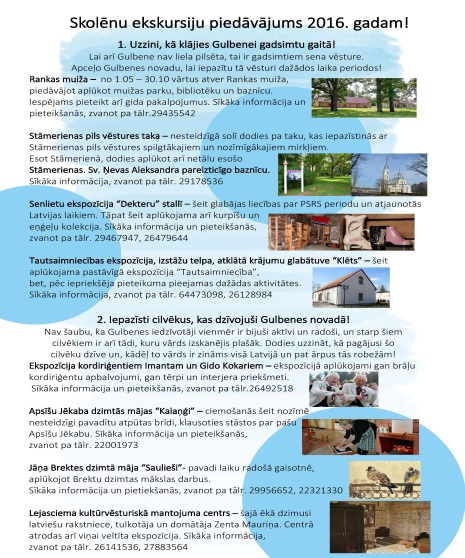 Skolēnu ekskursiju piedāvājums 2016. gadam!
1. Uzzini, kā klājies Gulbenei gadsimtu gaitā!
Lai arī Gulbene nav liela pilsēta, tai ir gadsimtiem sena vēsture.
Apceļo Gulbenes novadu, lai iepazītu tā vēsturi dažādos laika periodos!
Rankas muiža – no 1.05 – 30.10 vārtus atver Rankas muiža,
piedāvājot aplūkot muižas parku, bibliotēku un baznīcu.
Iespējams pieteikt arī gida pakalpojumus. Sīkāka informācija un
pieteikšanās, zvanot pa tālr.29435542
Stāmerienas pils vēstures taka – nesteidzīgā solī dodies pa taku, kas iepazīstinās ar
Stāmerienas pils vēstures spilgtākajiem un nozīmīgākajiem mirkļiem.
Esot Stāmerienā, dodies aplūkot arī netālu esošo
Stāmerienas. Sv. Ņevas Aleksandra pareizticīgo baznīcu.
Sīkāka informācija, zvanot pa tālr. 29178536
Senlietu ekspozīcija "Dekteru" stallī – šeit glabājas liecības par PSRS periodu un atjaunotās
Latvijas laikiem. Tāpat šeit aplūkojama arī kurpīšu un
eņģeļu kolekcija. Sīkāka informācija un pieteikšanās,
zvanot pa tālr. 29467947, 26479644
Tautsaimniecības ekspozīcija, izstāžu telpa, atklātā krājumu glabātuve "Klēts" – šeit
aplūkojama pastāvīgā ekspozīcija "Tautsaimniecība",
bet, pēc iepriekšēja pieteikuma pieejamas dažādas aktivitātes.
Sīkāka informācija, zvanot pa tālr. 64473098, 26128984
2. Iepazīsti cilvēkus, kas dzīvojuši Gulbenes novadā!
Nav šaubu, ka Gulbenes iedzīvotāji vienmēr ir bijuši aktīvi un radoši, un starp šiem
cilvēkiem ir arī tādi, kuru vārds izskanējis plašāk. Dodies uzzināt, kā pagājusi šo
cilvēku dzīve un, kādēļ to vārds ir zināms visā Latvijā un pat ārpus tās robežām!
Ekspozīcija kordiriģentiem Imantam un Gido Kokariem – ekspozīcijā aplūkojami gan brāļu
kordiriģentu apbalvojumi, gan tērpi un interjera priekšmeti.
Sīkāka informācija un pieteikšanās, zvanot pa tālr.26492518
Apsīšu Jēkaba dzimtās mājas "Kalaņģi" – ciemošanās šeit nozīmē
nesteidzīgi pavadītu atpūtas brīdi, klausoties stāstos par pašu
Apsīšu Jēkabu. Sīkāka informācija un pieteikšanās,
zvanot pa tālr. 22001973
Jāņa Brektes dzimtā māja "Saulieši"- pavadi laiku radošā gaisotnē,
aplūkojot Brektu dzimtas mākslas darbus.
Sīkāka informācija un pieteikšanās, zvanot pa tālr. 29956652, 22321330
Lejasciema kultūrvēsturiskā mantojuma centrs – šajā ēkā dzimusi
latviešu rakstniece, tulkotāja un domātāja Zenta Mauriņa. Centrā
atrodas arī viņai veltīta ekspozīcija. Sīkāka informācija,
zvanot pa tālr. 26141536, 27883564